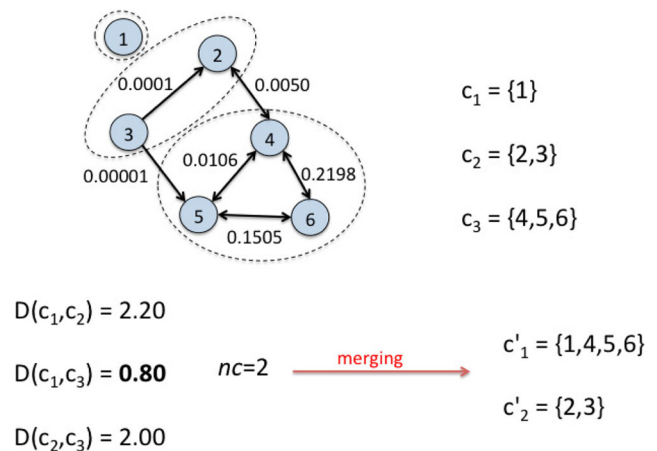 1
2
0.0001
0.0050
c1 = {1}
3
4
c2 = {2,3}
0.00001
0.0106
0.2198
5
6
c3 = {4,5,6}
0.1505
D(c1,c2) = 2.20
D(c1,c3) = 0.80
nc=2
merging
c'1 = {1,4,5,6}
c'2 = {2,3}
D(c2,c3) = 2.00